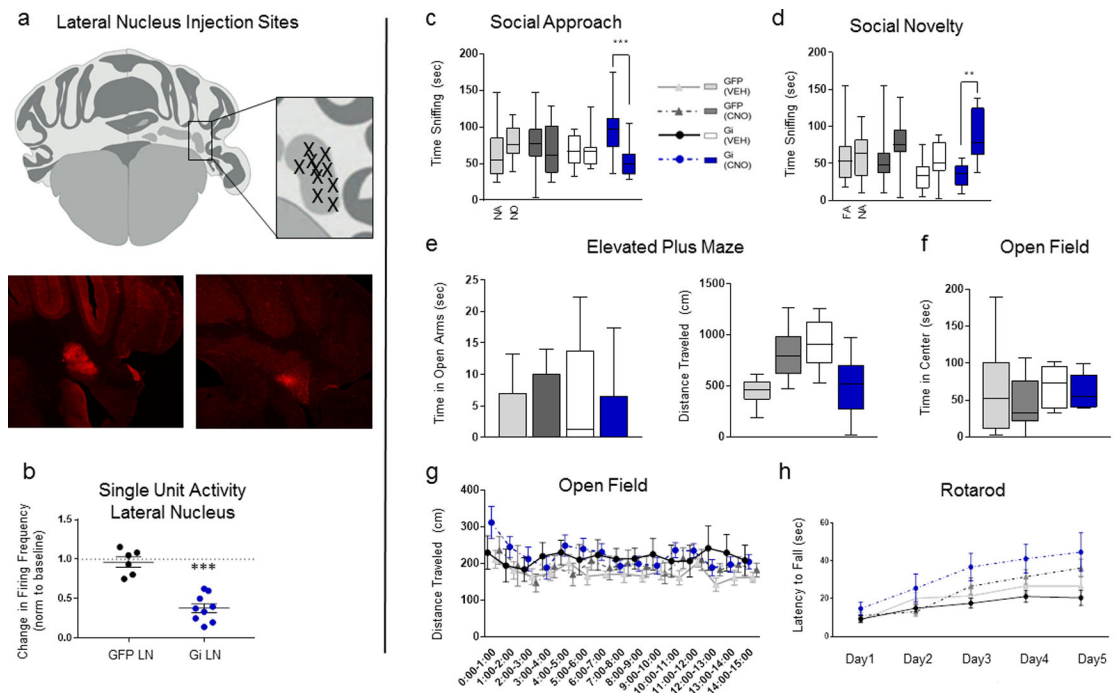 a
Lateral Nucleus Injection Sites
X X X X X X X X X X X X
b
Single Unit Activity
Lateral Nucleus
Change in Firing Frequency
(norm to baseline)
1.5
1.0
0.5
0.0
***
GFP LN
Gi LN
c
Social Approach
Time Sniffing (sec)
200
150
100
50
0
***
NA
NO
GFP
(VEH)
GFP
(CNO)
Gi
(VEH)
Gi
(CNO)
d
Social Novelty
Time Sniffing (sec)
200
150
100
50
0
**
FA
NA
e
Elevated Plus Maze
Time in Open Arms (sec)
25
20
15
10
5
0
Distance Traveled (cm)
1500
1000
500
0
f
Open Field
Time in Center (sec)
200
150
100
50
0
g
Open Field
Distance Traveled (cm)
400
300
200
100
0
0:00-1:00
1:00-2:00
2:00-3:00
3:00-4:00
4:00-5:00
5:00-6:00
6:00-7:00
7:00-8:00
8:00-9:00
9:00-10:00
10:00-11:00
11:00-12:00
12:00-13:00
13:00-14:00
14:00-15:00
h
Rotarod
Latency to Fall (sec)
60
40
20
0
Day1
Day2
Day3
Day4
Day5